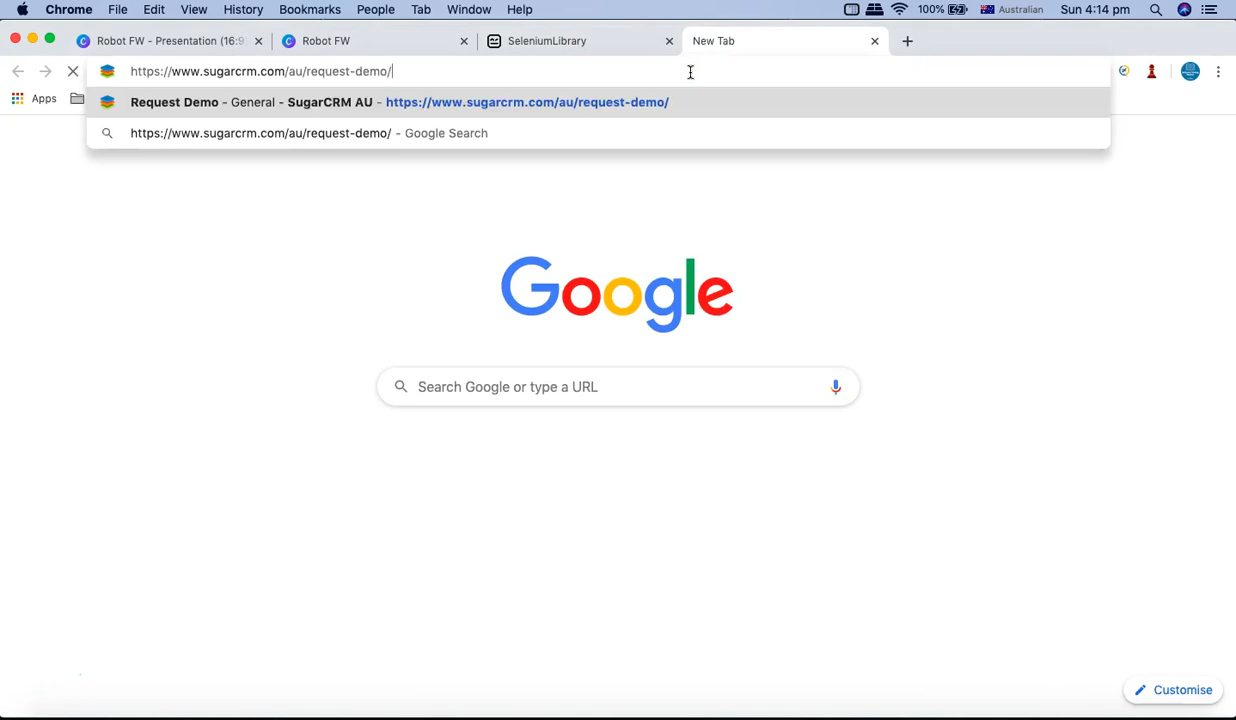 Chrome File Edit View History Bookmarks People Tab Window Help 100% Australian Sun 4:14 pm
Robot FW - Presentation (16:9 Robot FW SeleniumLibrary New Tab
https://www.sugarcrm.com/au/request-demo/
Apps
Request Demo - General - SugarCRM AU - https://www.sugarcrm.com/au/request-demo/
https://www.sugarcrm.com/au/request-demo/ - Google Search
Google
Search Google or type a URL
Customise